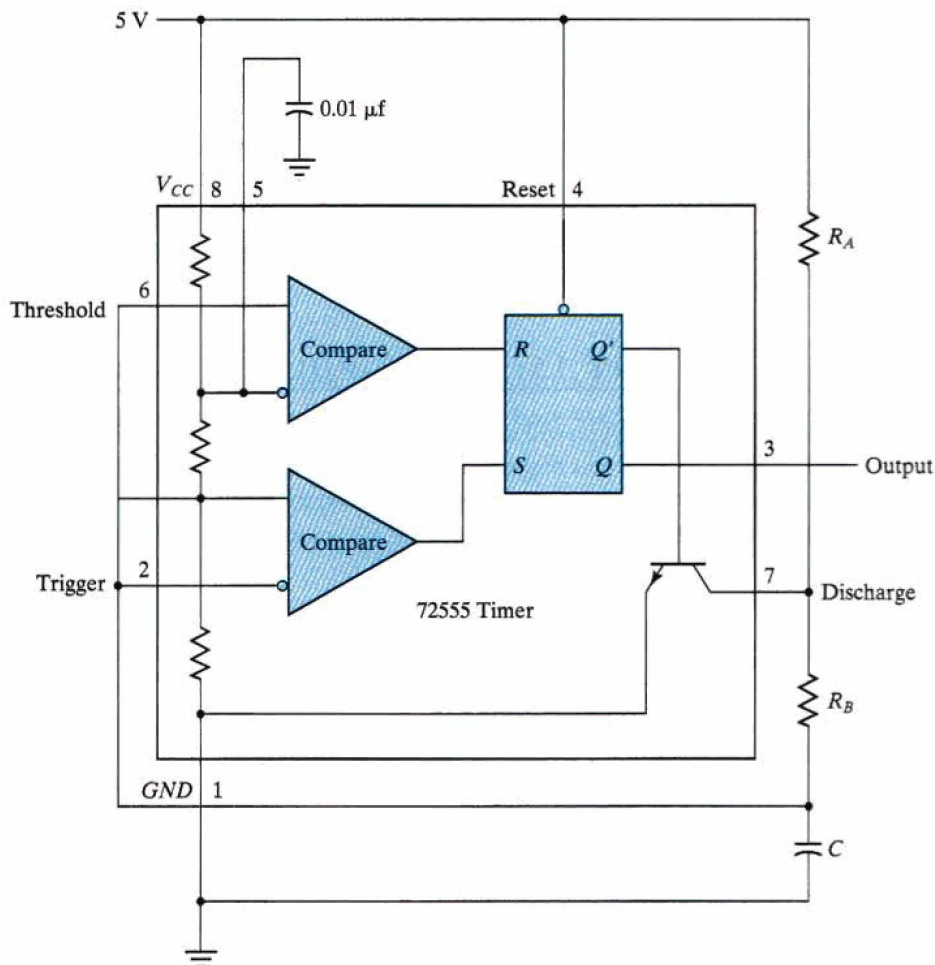 5 V
0.01 μf
V_CC 8 5 Reset 4
R_A
6
Threshold
Compare
R Q'
S Q
3
Output
Compare
2
Trigger
7
Discharge
72555 Timer
R_B
GND 1
C